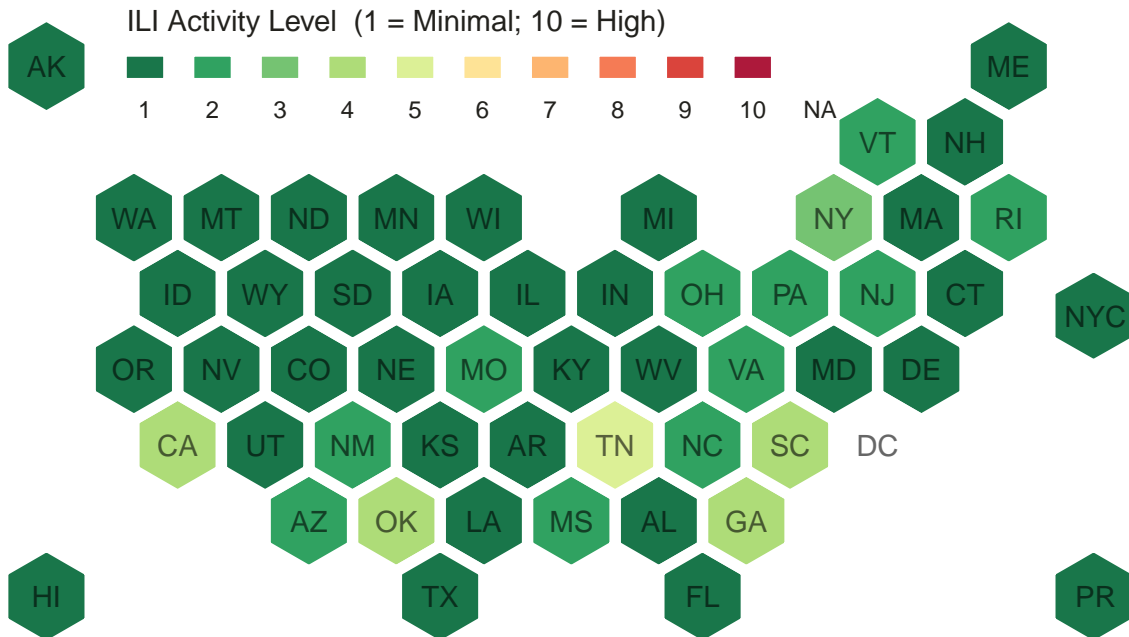 ILI Activity Level (1 = Minimal; 10 = High)
AK
ME
1 2 3 4 5 6 7 8 9 10 NA
VT NH
WA MT ND MN WI MI NY MA RI
ID WY SD IA IL IN OH PA NJ CT
NYC
OR NV CO NE MO KY WV VA MD DE
CA UT NM KS AR TN NC SC DC
AZ OK LA MS AL GA
HI TX FL PR